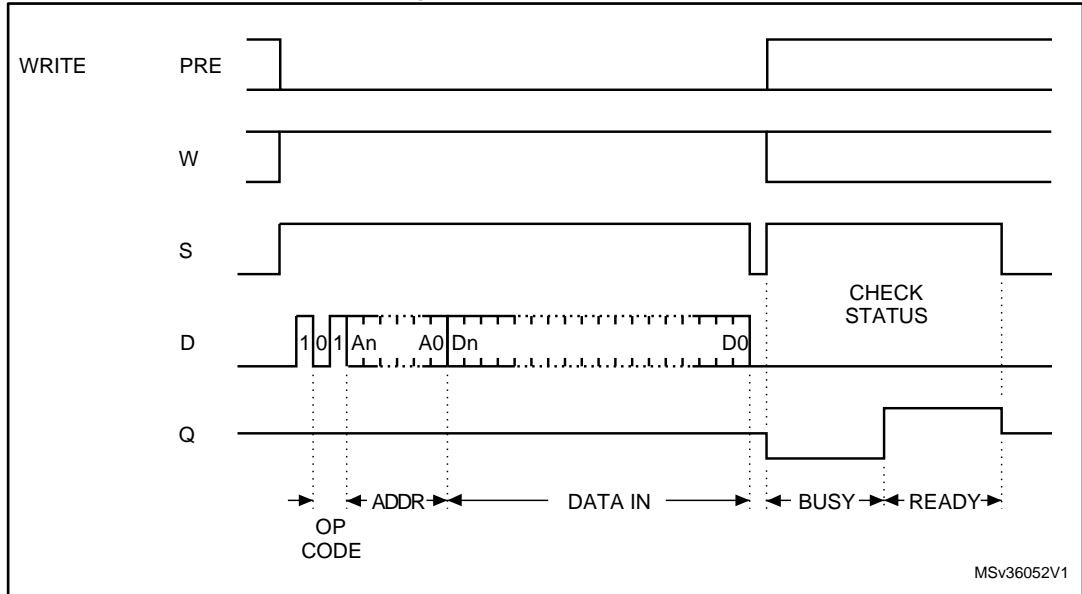 WRITE PRE
W
S
CHECK
STATUS
D 1 0 1 An A0 Dn D0
Q
ADDR DATA IN BUSY READY
OP
CODE
MSv36052V1